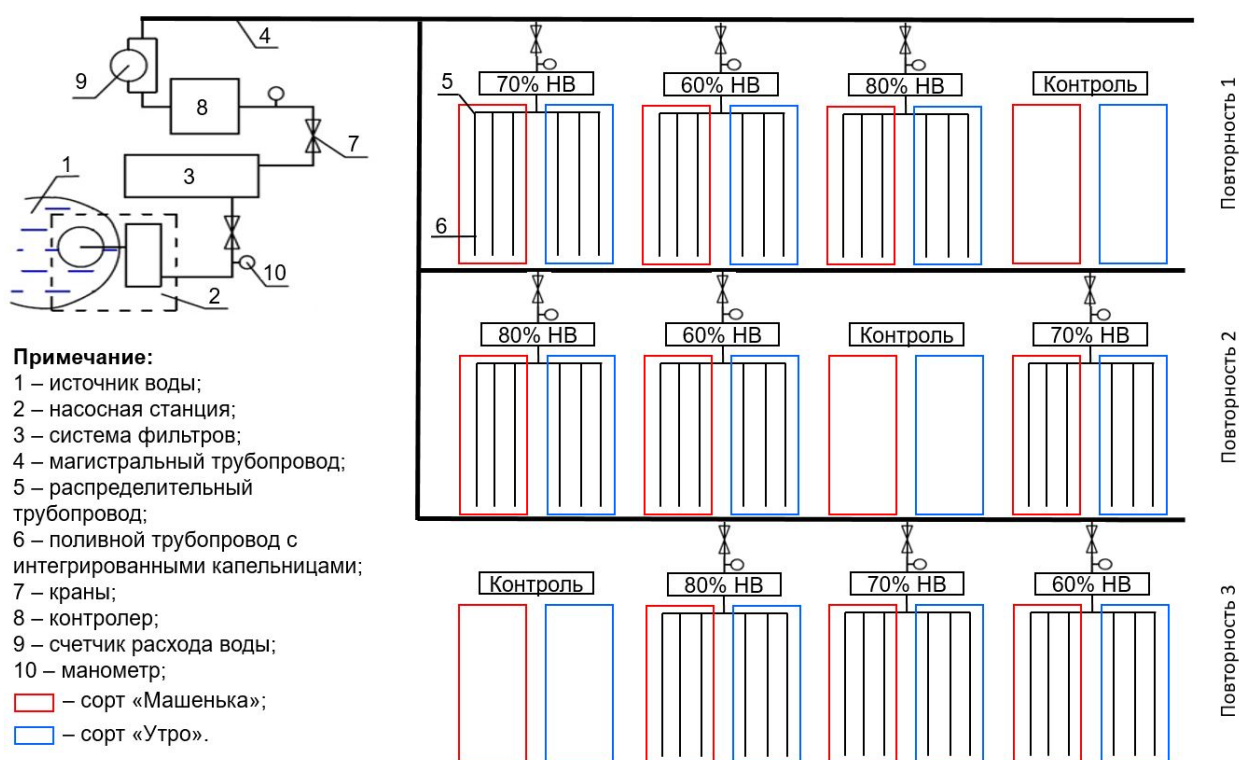 4
9
8
7
3
1
2
10
5
6
70% НВ
60% НВ
80% НВ
Контроль
Повторность 1
80% НВ
60% НВ
Контроль
70% НВ
Повторность 2
Контроль
80% НВ
70% НВ
60% НВ
Повторность 3
Примечание:
1 – источник воды;
2 – насосная станция;
3 – система фильтров;
4 – магистральный трубопровод;
5 – распределительный
трубопровод;
6 – поливной трубопровод с
интегрированными капельницами;
7 – краны;
8 – контролер;
9 – счетчик расхода воды;
10 – манометр;
– сорт «Машенька»;
– сорт «Утро».